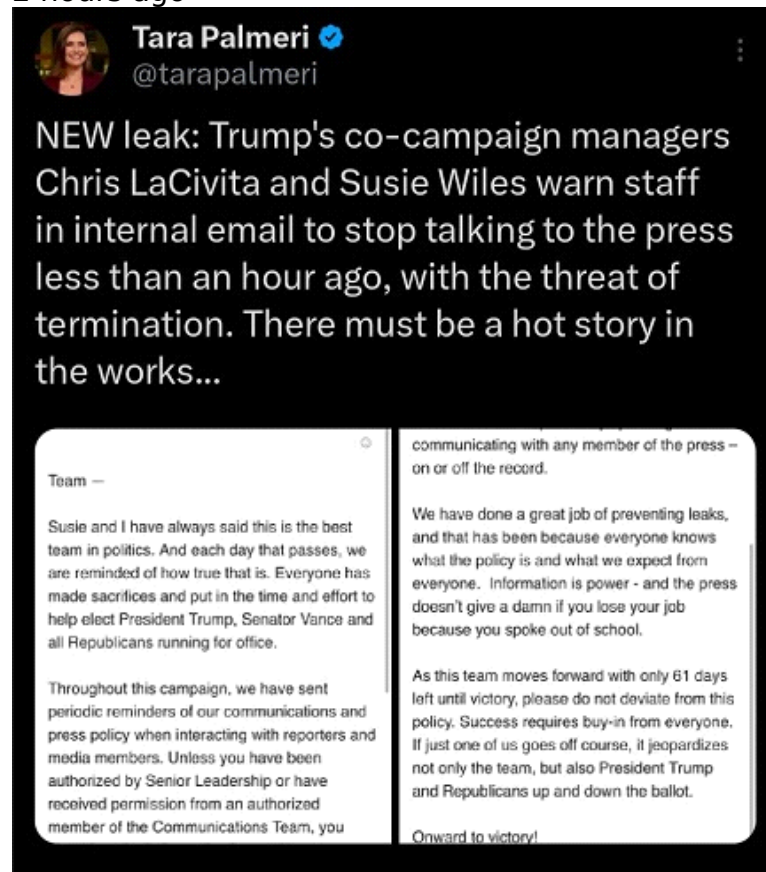 2 hours ago
Tara Palmeri
@tarapalmeri
NEW leak: Trump's co-campaign managers
Chris LaCivita and Susie Wiles warn staff
in internal email to stop talking to the press
less than an hour ago, with the threat of
termination. There must be a hot story in
the works...
Team —
Susie and I have always said this is the best
team in politics. And each day that passes, we
are reminded of how true that is. Everyone has
made sacrifices and put in the time and effort to
help elect President Trump, Senator Vance and
all Republicans running for office.
Throughout this campaign, we have sent
periodic reminders of our communications and
press policy when interacting with reporters and
media members. Unless you have been
authorized by Senior Leadership or have
received permission from an authorized
member of the Communications Team, you
communicating with any member of the press –
on or off the record.
We have done a great job of preventing leaks,
and that has been because everyone knows
what the policy is and what we expect from
everyone.  Information is power - and the press
doesn't give a damn if you lose your job
because you spoke out of school.
As this team moves forward with only 61 days
left until victory, please do not deviate from this
policy. Success requires buy-in from everyone.
If just one of us goes off course, it jeopardizes
not only the team, but also President Trump
and Republicans up and down the ballot.
Onward to victory!